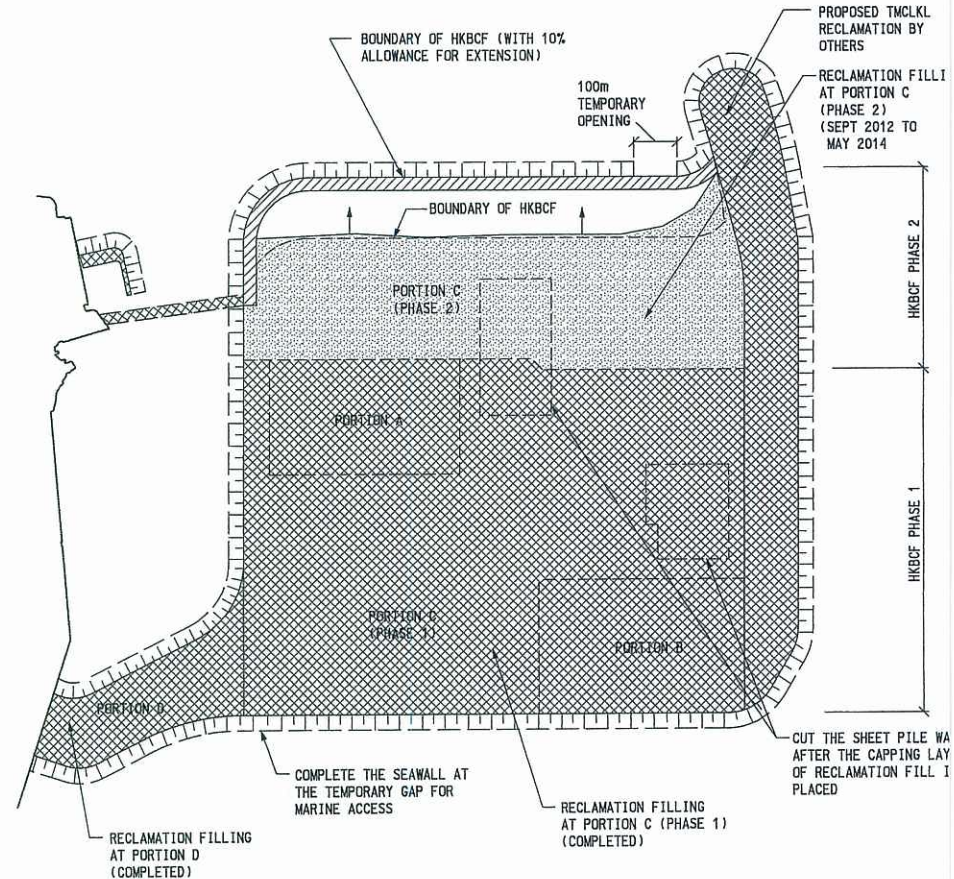 PROPOSED TMCLKL
RECLAMATION BY
OTHERS
BOUNDARY OF HKBCF (WITH 10%
ALLOWANCE FOR EXTENSION)
100m
TEMPORARY
OPENING
RECLAMATION FILLI
AT PORTION C
(PHASE 2)
(SEPT 2012 TO
MAY 2014
BOUNDARY OF HKBCF
HKBCF PHASE 2
PORTION C
(PHASE 2)
PORTION A
HKBCF PHASE 1
PORTION C
(PHASE 1)
PORTION B
PORTION D
CUT THE SHEET PILE WA
AFTER THE CAPPING LAY
OF RECLAMATION FILL I
PLACED
COMPLETE THE SEAWALL AT
THE TEMPORARY GAP FOR
MARINE ACCESS
RECLAMATION FILLING
AT PORTION C (PHASE 1)
(COMPLETED)
RECLAMATION FILLING
AT PORTION D
(COMPLETED)